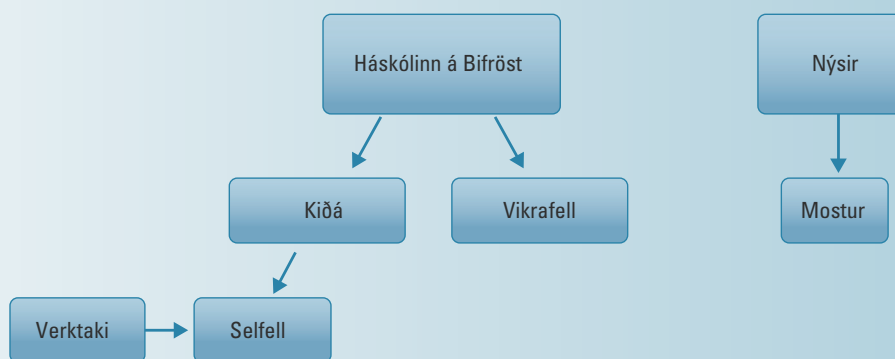 Háskólinn á Bifröst
Nýsir
Kiðá
Vikrafell
Mostur
Verktaki
Selfell